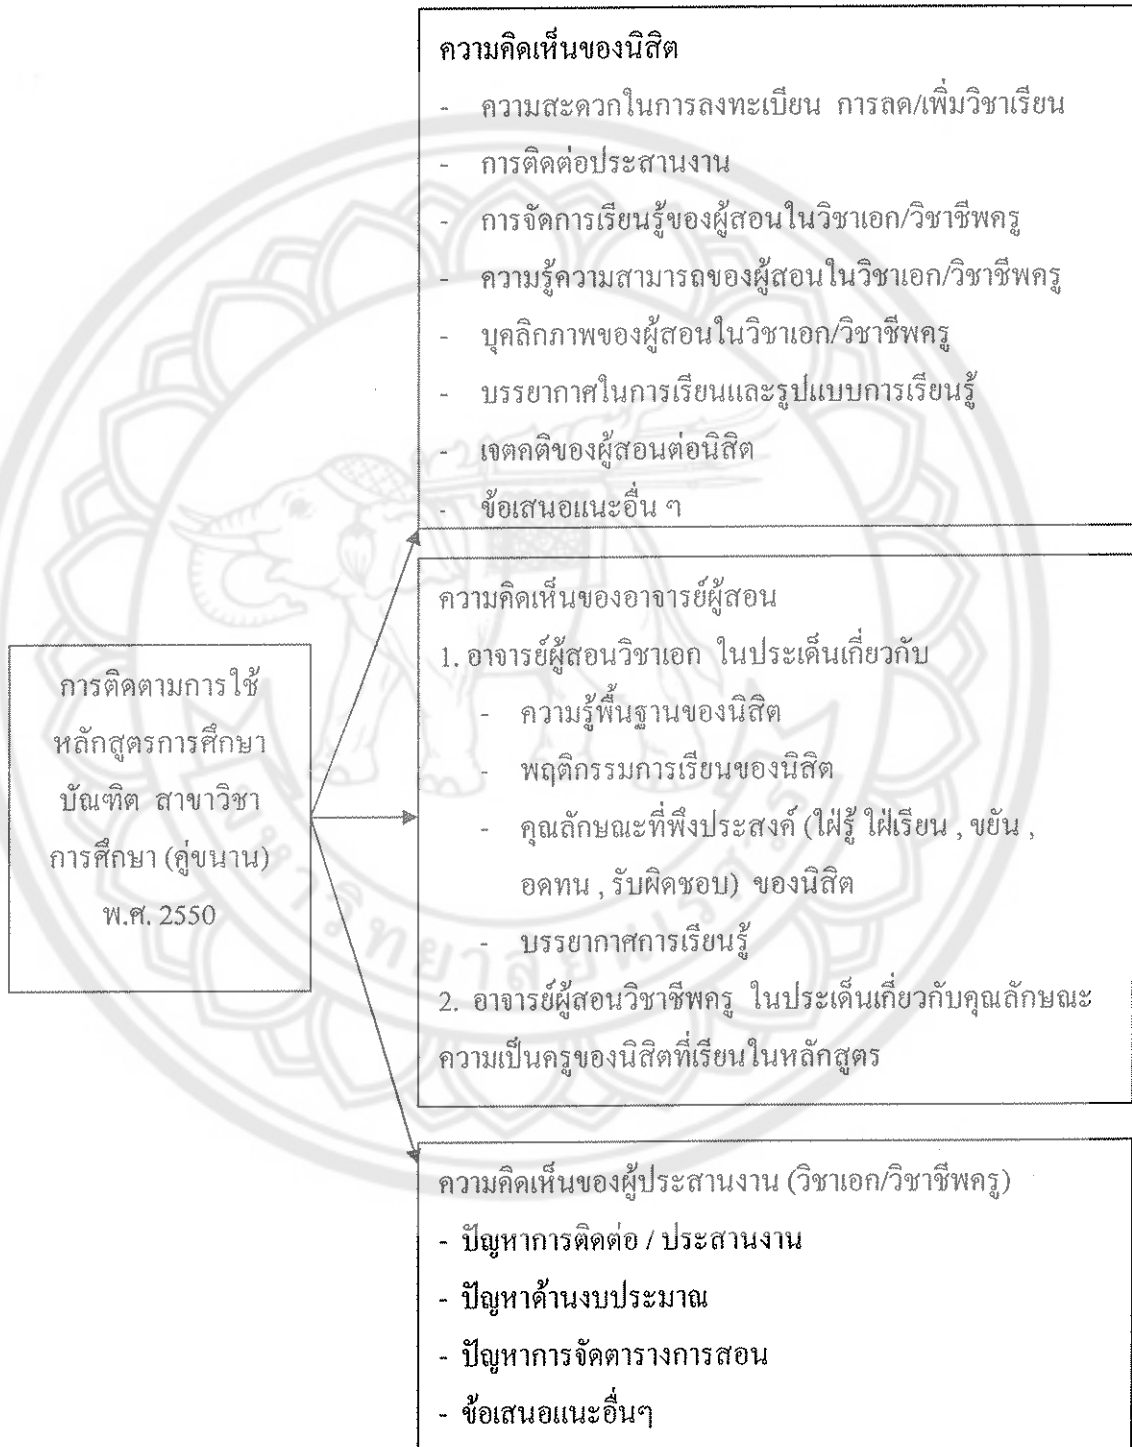 ความคิดเห็นของนิสิต
- ความสะดวกในการลงทะเบียน การลด/เพิ่มวิชาเรียน
- การติดต่อประสานงาน
- การจัดการเรียนรู้ของผู้สอนในวิชาเอก/วิชาชีพครู
- ความรู้ความสามารถของผู้สอนในวิชาเอก/วิชาชีพครู
- บุคลิกภาพของผู้สอนในวิชาเอก/วิชาชีพครู
- บรรยากาศในการเรียนและรูปแบบการเรียนรู้
- เจตคติของผู้สอนต่อนิสิต
- ข้อเสนอแนะอื่น ๆ
การติดตามการใช้
หลักสูตรการศึกษา
บัณฑิต สาขาวิชา
การศึกษา (คู่ขนาน)
พ.ศ. 2550
ความคิดเห็นของอาจารย์ผู้สอน
1. อาจารย์ผู้สอนวิชาเอก ในประเด็นเกี่ยวกับ
- ความรู้พื้นฐานของนิสิต
- พฤติกรรมการเรียนของนิสิต
- คุณลักษณะที่พึงประสงค์ (ใฝ่รู้ ใฝ่เรียน , ขยัน ,
อดทน , รับผิดชอบ) ของนิสิต
- บรรยากาศการเรียนรู้
2. อาจารย์ผู้สอนวิชาชีพครู ในประเด็นเกี่ยวกับคุณลักษณะ
ความเป็นครูของนิสิตที่เรียนในหลักสูตร
ความคิดเห็นของผู้ประสานงาน (วิชาเอก/วิชาชีพครู)
- ปัญหาการติดต่อ / ประสานงาน
- ปัญหาด้านงบประมาณ
- ปัญหาการจัดตารางการสอน
- ข้อเสนอแนะอื่นๆ
มหาวิทยาลัยนเรศวร